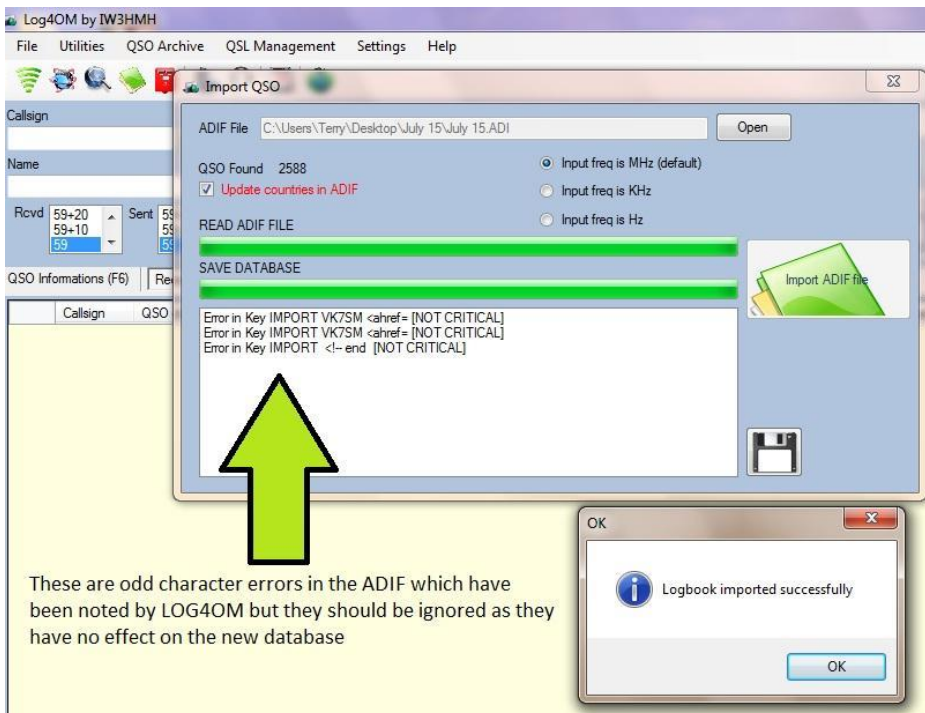 Log4OM by IW3HMH
File Utilities QSO Archive QSL Management Settings Help
Import QSO
Callsign
ADIF File C:\Users\Terry\Desktop\July 15\July 15.ADI Open
Name
QSO Found 2588
Update countries in ADIF
Input freq is MHz (default)
Input freq is KHz
Input freq is Hz
Rcvd 59+20 Sent
59+10
59
READ ADIF FILE
SAVE DATABASE
Import ADIF file
QSO Informations (F6)
Callsign QSO
Error in Key IMPORT VK7SM <ahref= [NOT CRITICAL]
Error in Key IMPORT VK7SM <ahref= [NOT CRITICAL]
Error in Key IMPORT <!-- end [NOT CRITICAL]
These are odd character errors in the ADIF which have
been noted by LOG4OM but they should be ignored as they
have no effect on the new database
OK
Logbook imported successfully
OK